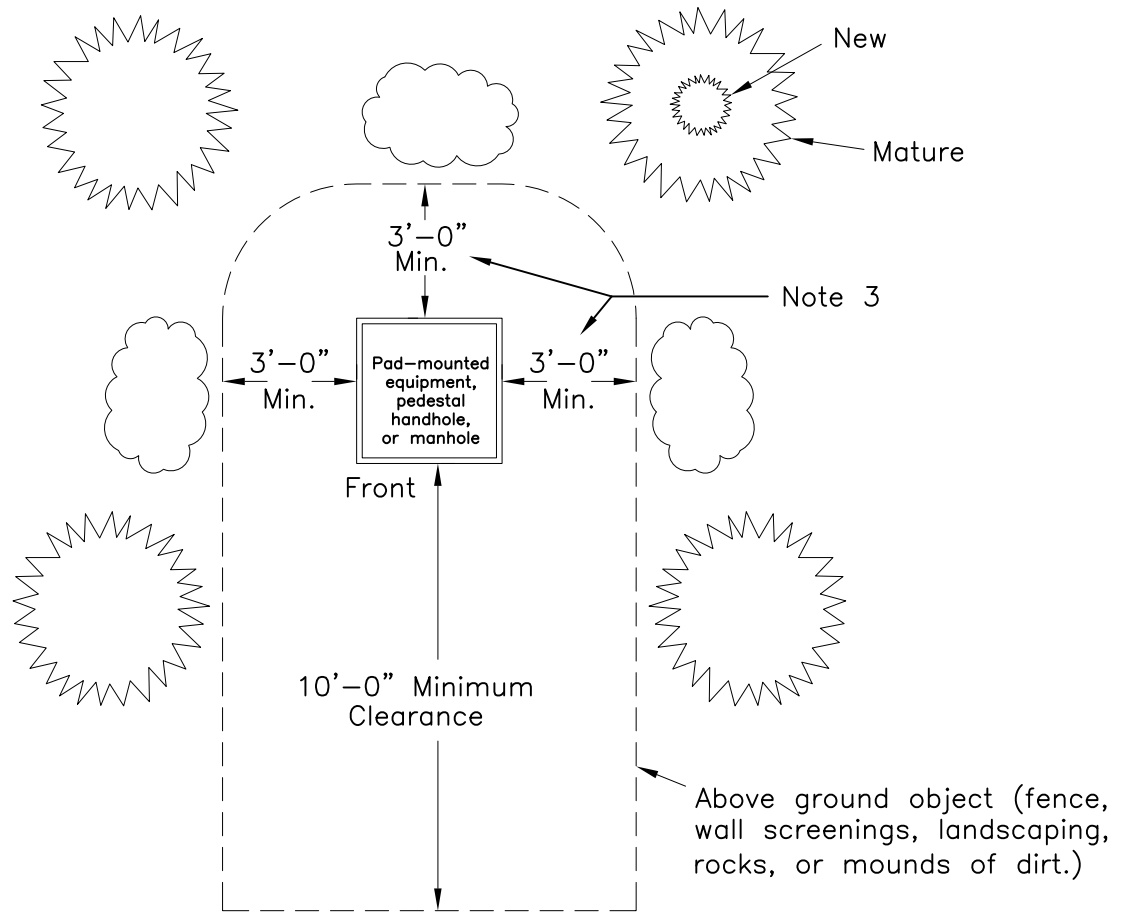 New
Mature
3’-0”
Min.
Note 3
3’-0”
Min.
Pad-mounted
equipment,
pedestal
handhole,
or manhole
3’-0”
Min.
Front
10’-0” Minimum
Clearance
Above ground object (fence,
wall screenings, landscaping,
rocks, or mounds of dirt.)